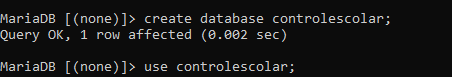 MariaDB [(none)]> create database controlescolar;
Query OK, 1 row affected (0.002 sec)
MariaDB [(none)]> use controlescolar;